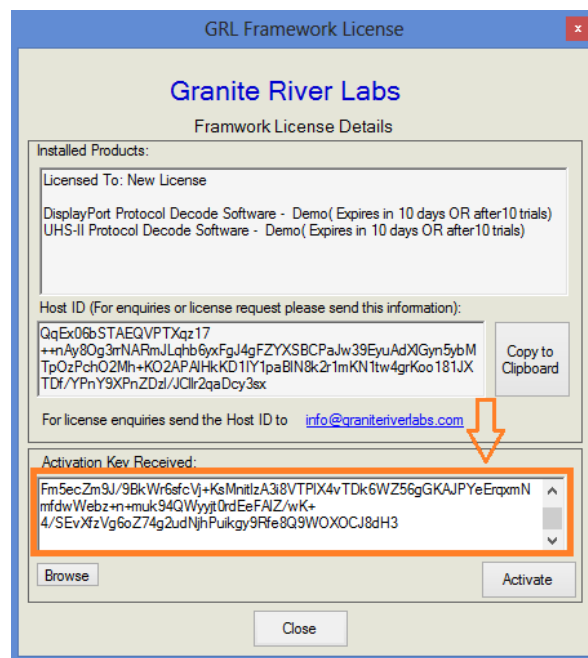 GRL Framework License
x
Granite River Labs
Framwork License Details
Installed Products:
Licensed To: New License
DisplayPort Protocol Decode Software - Demo( Expires in 10 days OR after10 trials)
UHS-II Protocol Decode Software - Demo( Expires in 10 days OR after10 trials)
Host ID (For enquiries or license request please send this information):
QqEx06bSTAEQVPTXqz17
++nAy8Og3rrNARmJLqhb6yxFgJ4gFZYXSBCPaJw39EyuAdXIGyn5ybM
TpOzPchO2Mh+KO2APAIHkKD1IY1paBIN8k2r1mKN1tw4grKoo181JX
TDf/YPnY9XPnZDzI/JCIIr2qaDcy3sx
Copy to
Clipboard
For license enquiries send the Host ID to info@graniteriverlabs.com
Activation Key Received:
Fm5ecZm9J/9BkWr6sfcVj+KsMnitIzA3i8VTPIX4vTDk6WZ56gGKAJPYeErqxmN
mfdwWebz+n+muk94QWyyjt0rdEeFAIZ/wK+
4/SEvXfzVg6oZ74g2udNjhPuikgy9Rfe8Q9WOXOCJ8dH3
Browse
Activate
Close